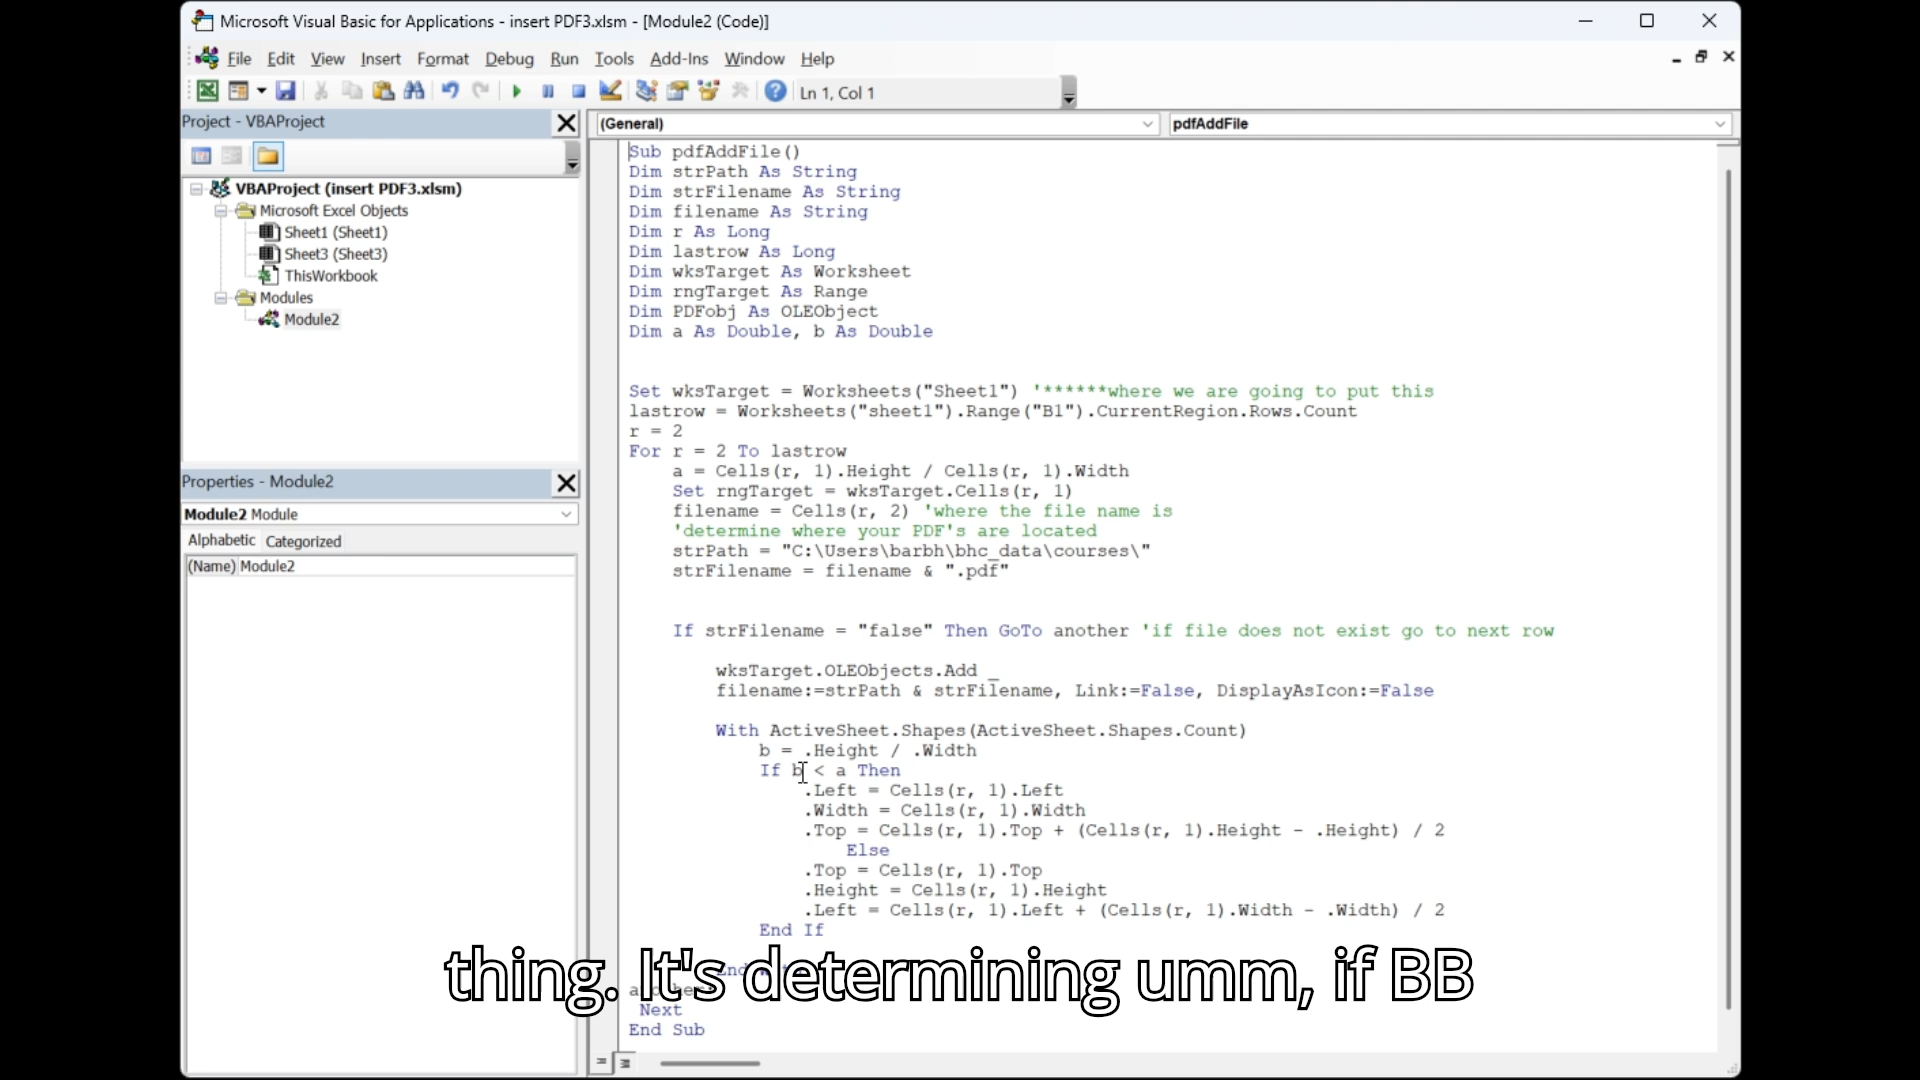 Microsoft Visual Basic for Applications - insert PDF3.xlsm - [Module2 (Code)]
File Edit View Insert Format Debug Run Tools Add-Ins Window Help
Ln 1, Col 1
Project - VBAProject
VBAProject (insert PDF3.xlsm)
Microsoft Excel Objects
Sheet1 (Sheet1)
Sheet3 (Sheet3)
ThisWorkbook
Modules
Module2
Properties - Module2
Module2 Module
Alphabetic Categorized
(Name) Module2
(General) pdfAddFile
Sub pdfAddFile()
Dim strPath As String
Dim strFilename As String
Dim filename As String
Dim r As Long
Dim lastrow As Long
Dim wksTarget As Worksheet
Dim rngTarget As Range
Dim PDFobj As OLEObject
Dim a As Double, b As Double
Set wksTarget = Worksheets("Sheet1") '******where we are going to put this
lastrow = Worksheets("sheet1").Range("B1").CurrentRegion.Rows.Count
r = 2
For r = 2 To lastrow
a = Cells(r, 1).Height / Cells(r, 1).Width
Set rngTarget = wksTarget.Cells(r, 1)
filename = Cells(r, 2) 'where the file name is
'determine where your PDF's are located
strPath = "C:\Users\barbh\bhc_data\courses\"
strFilename = filename & ".pdf"
If strFilename = "false" Then GoTo another 'if file does not exist go to next row
wksTarget.OLEObjects.Add _
filename:=strPath & strFilename, Link:=False, DisplayAsIcon:=False
With ActiveSheet.Shapes(ActiveSheet.Shapes.Count)
b = .Height / .Width
If b < a Then
.Left = Cells(r, 1).Left
.Width = Cells(r, 1).Width
.Top = Cells(r, 1).Top + (Cells(r, 1).Height - .Height) / 2
Else
.Top = Cells(r, 1).Top
.Height = Cells(r, 1).Height
.Left = Cells(r, 1).Left + (Cells(r, 1).Width - .Width) / 2
End If
thing. It's determining umm, if BB
Next
End Sub